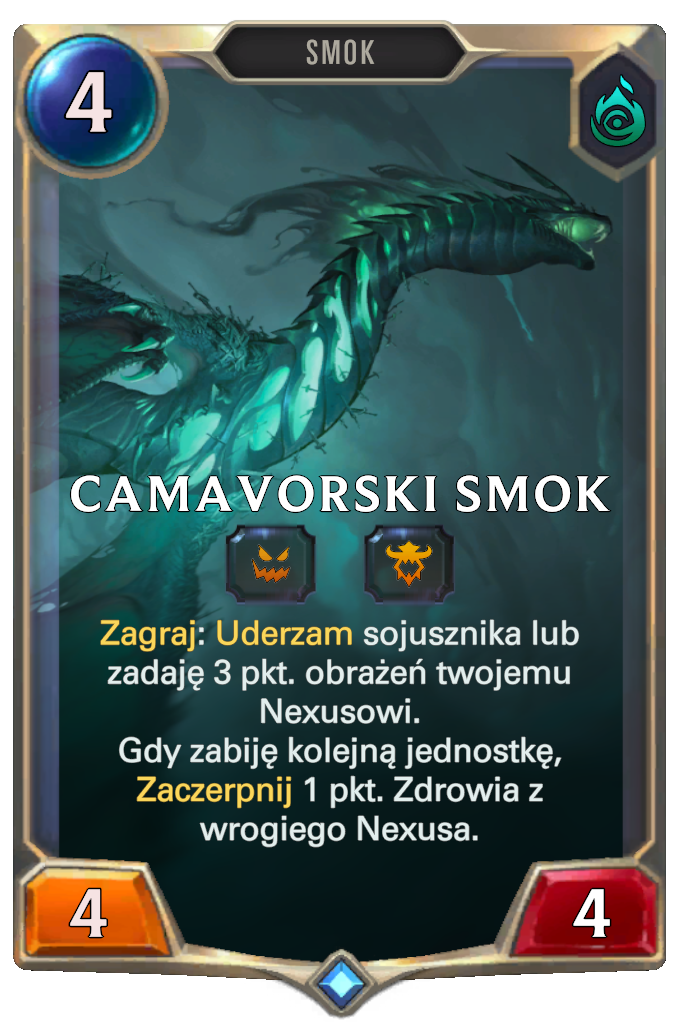 SMOK
4
CAMAVORSKI SMOK
Zagraj: Uderzam sojusznika lub
zadaję 3 pkt. obrażeń twojemu
Nexusowi.
Gdy zabiję kolejną jednostkę,
Zaczerpnij 1 pkt. Zdrowia z
wrogiego Nexusa.
4
4